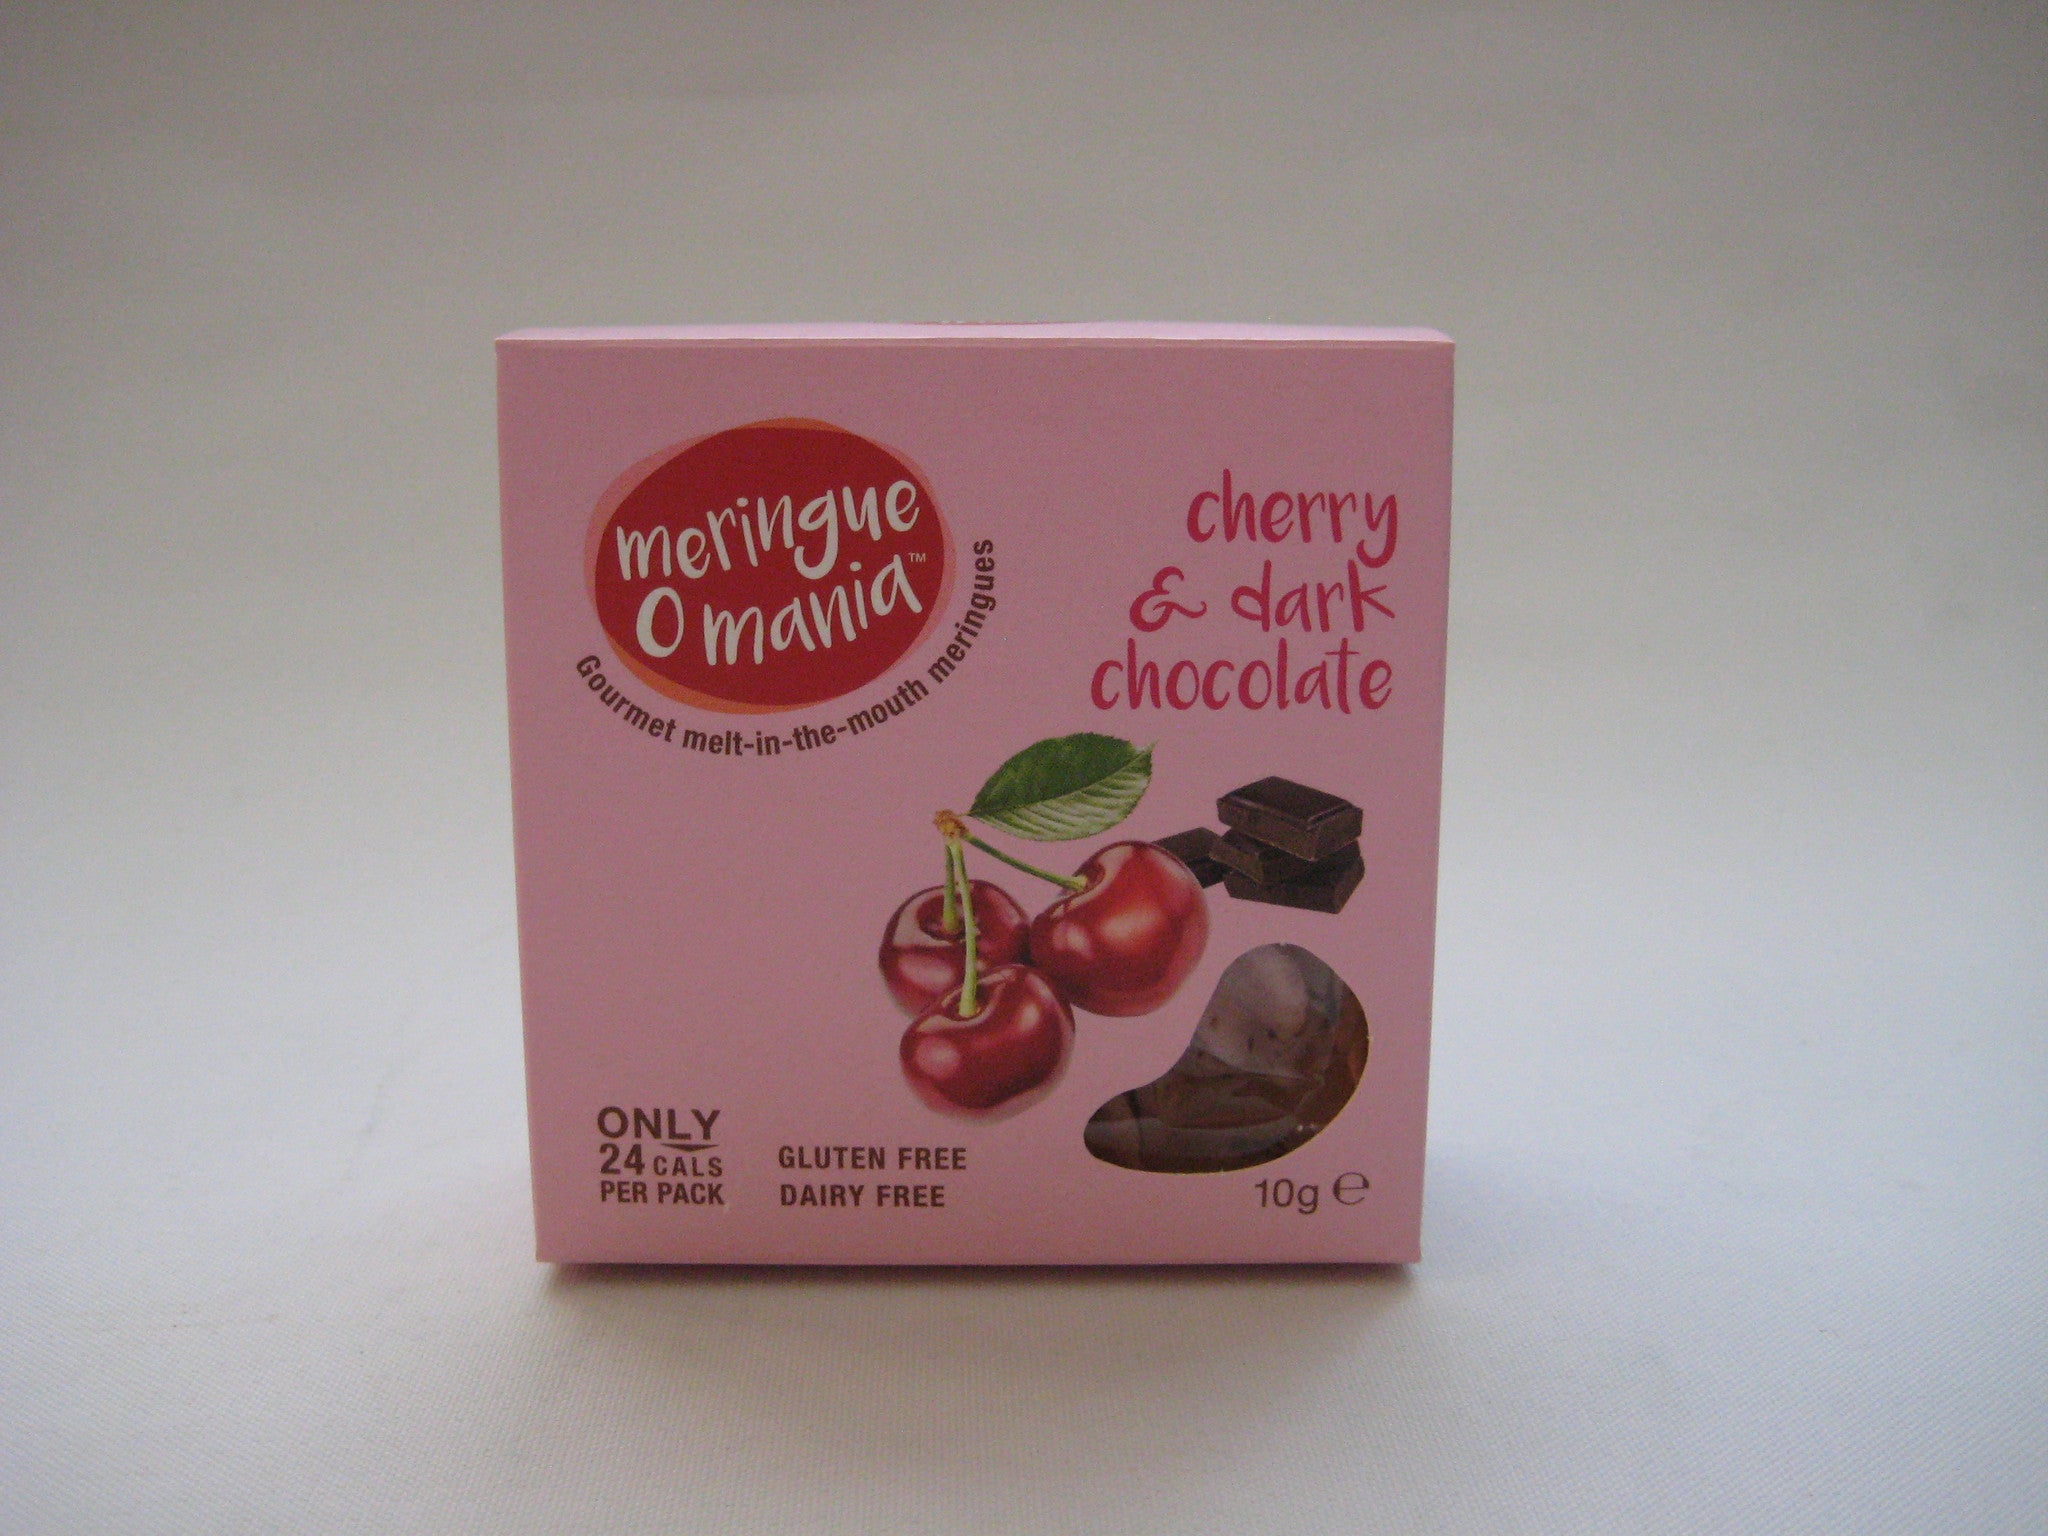 meringue
O mania™
Gourmet melt-in-the-mouth meringues
cherry
& dark
chocolate
ONLY
24 CALS
PER PACK
GLUTEN FREE
DAIRY FREE
10g ℮